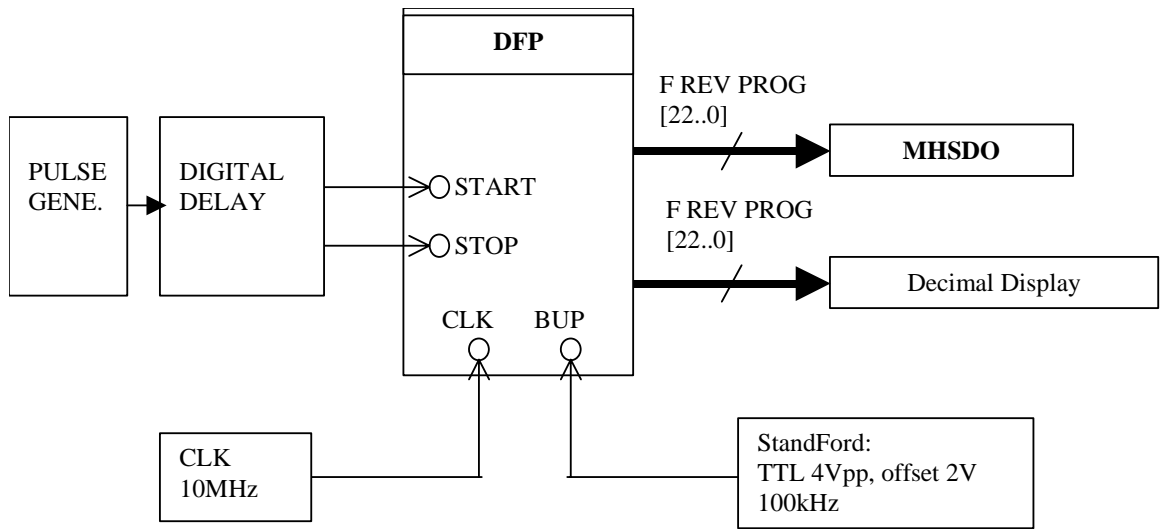 DFP
F REV PROG
[22..0]
PULSE
GENE.
DIGITAL
DELAY
MHSDO
START
STOP
F REV PROG
[22..0]
Decimal Display
CLK
BUP
CLK
10MHz
StandFord:
TTL 4Vpp, offset 2V
100kHz